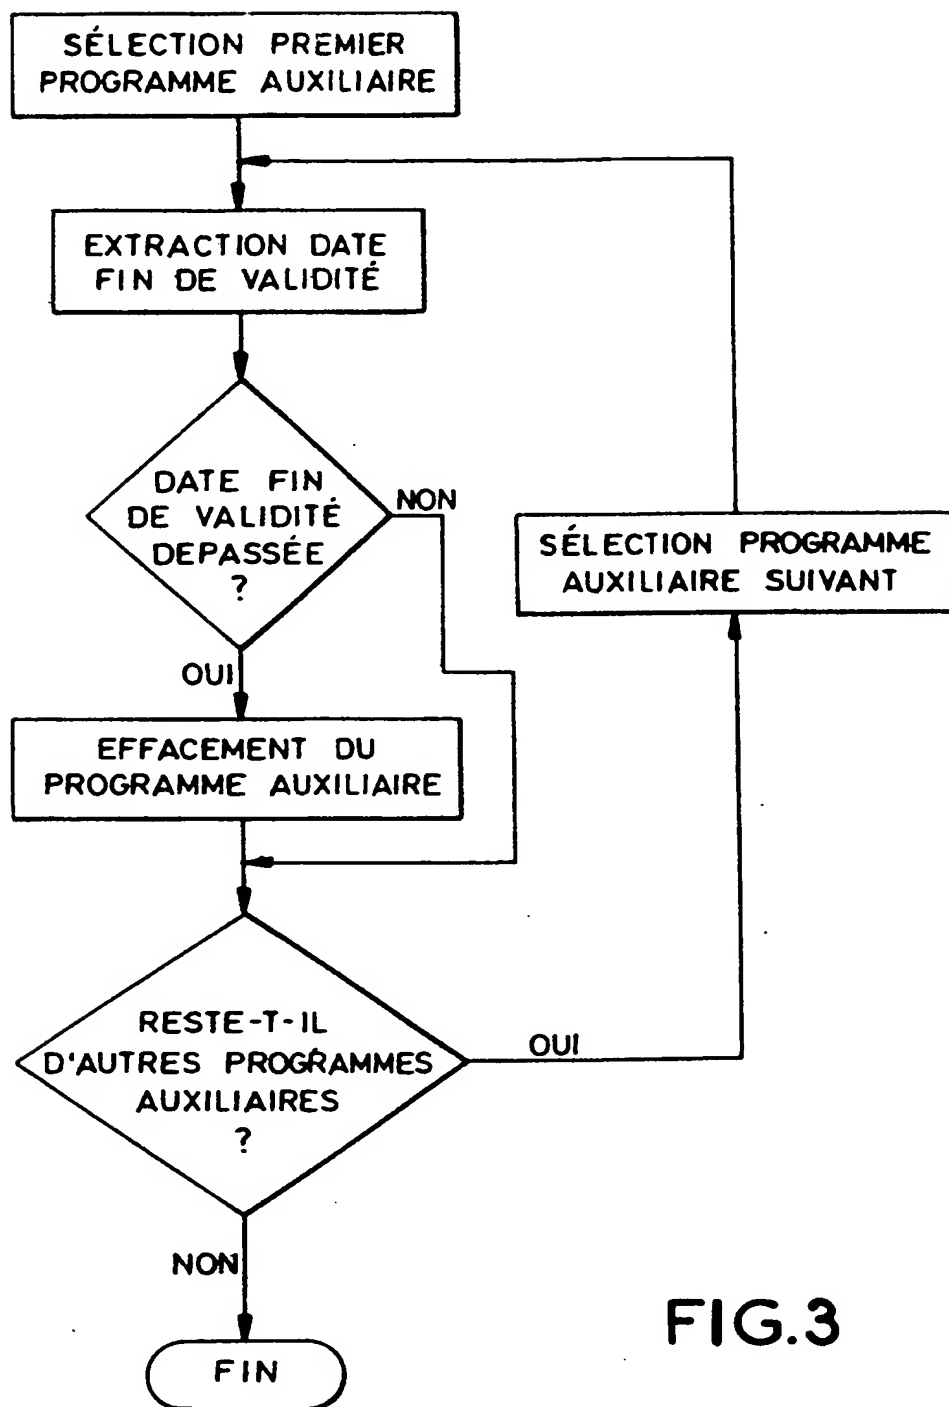 SÉLECTION PREMIER
PROGRAMME AUXILIAIRE
EXTRACTION DATE
FIN DE VALIDITÉ
DATE FIN
DE VALIDITÉ
DEPASSÉE
?
NON
SÉLECTION PROGRAMME
AUXILIAIRE SUIVANT
OUI
EFFACEMENT DU
PROGRAMME AUXILIAIRE
RESTE-T-IL
D'AUTRES PROGRAMMES
AUXILIAIRES
?
OUI
NON
FIN
FIG.3